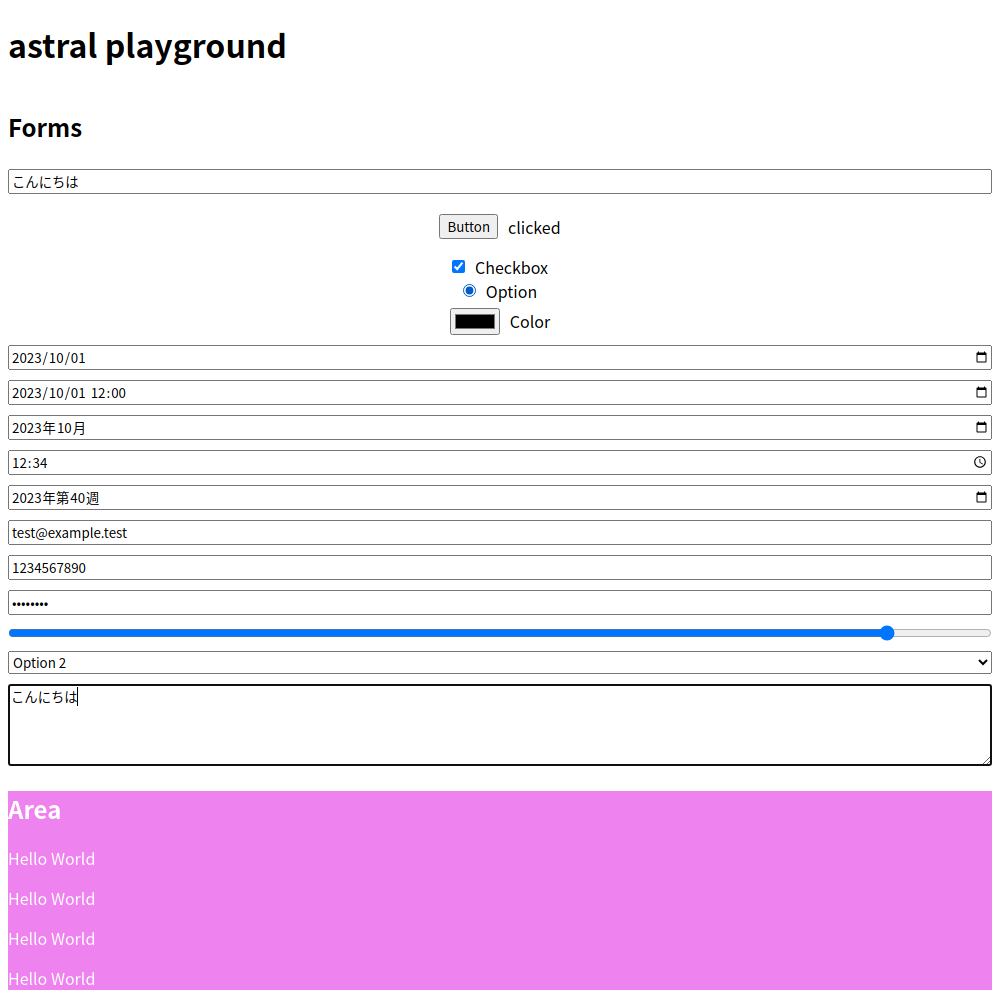 astral playground
Forms
こんにちは
Button clicked
Checkbox
Option
Color
2023/10/01
2023/10/01 12:00
2023年10月
12:34
2023年第40週
test@example.test
1234567890
••••••••
Option 2
こんにちは
Area
Hello World
Hello World
Hello World
Hello World